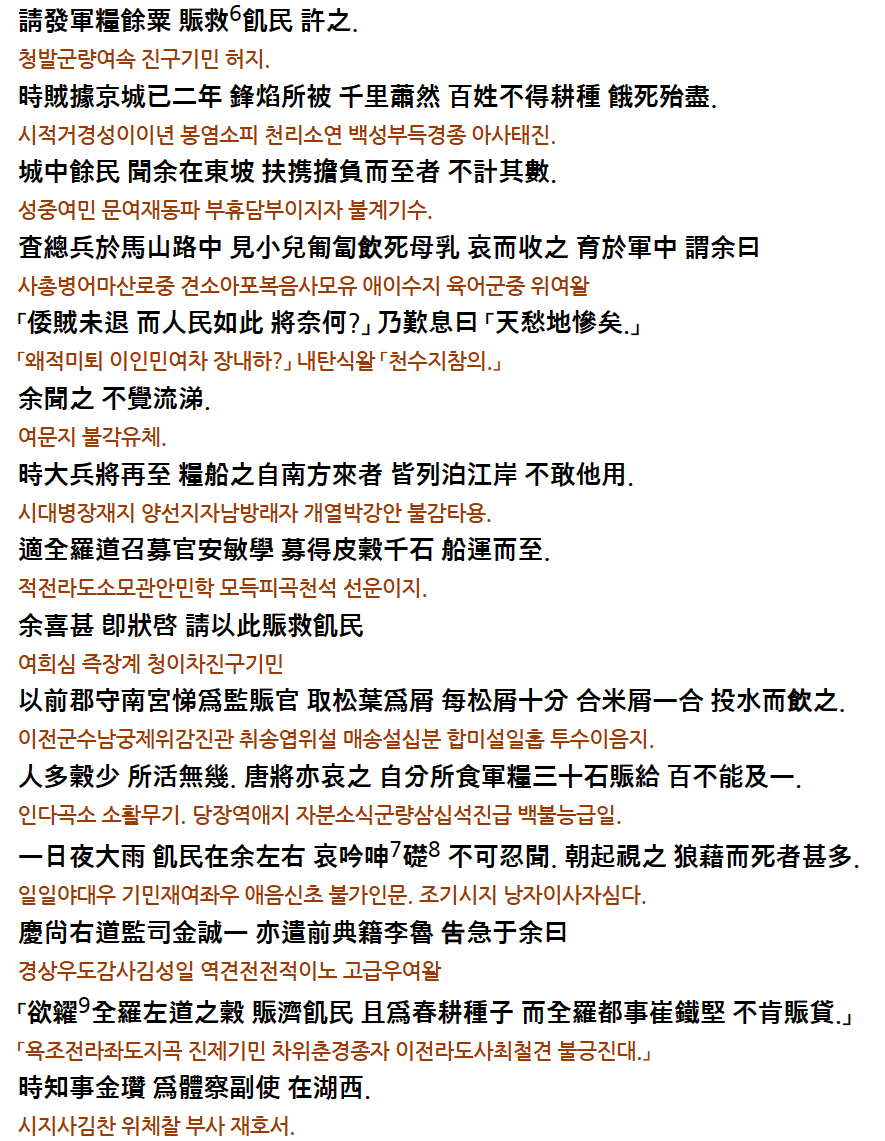 請發軍糧餘粟 賑救6飢民 許之.
청발군량여속 진구기민 허지.
時賊據京城已二年 鋒焰所被 千里蕭然 百姓不得耕種 餓死殆盡.
시적거경성이이년 봉염소피 천리소연 백성부득경종 아사태진.
城中餘民 聞余在東坡 扶携擔負而至者 不計其數.
성중여민 문여재동파 부휴담부이지자 불계기수.
査總兵於馬山路中 見小兒匍匐飮死母乳 哀而收之 育於軍中 謂余曰
사총병어마산로중 견소아포복음사모유 애이수지 육어군중 위여왈
「倭賊未退 而人民如此 將奈何?」 乃歎息曰 「天愁地慘矣.」
「왜적미퇴 이인민여차 장내하?」 내탄식왈 「천수지참의.」
余聞之 不覺流涕.
여문지 불각유체.
時大兵將再至 糧船之自南方來者 皆列泊江岸 不敢他用.
시대병장재지 양선지자남방래자 개열박강안 불감타용.
適全羅道召募官安敏學 募得皮穀千石 船運而至.
적전라도소모관안민학 모득피곡천석 선운이지.
余喜甚 卽狀啓 請以此賑救飢民
여희심 즉장계 청이차진구기민
以前郡守南宮悌爲監賑官 取松葉爲屑 每松屑十分 合米屑一合 投水而飮之.
이전군수남궁제위감진관 취송엽위설 매송설십분 합미설일홉 투수이음지.
人多穀少 所活無幾. 唐將亦哀之 自分所食軍糧三十石賑給 百不能及一.
인다곡소 소활무기. 당장역애지 자분소식군량삼십석진급 백불능급일.
一日夜大雨 飢民在余左右 哀吟呻7礎8 不可忍聞. 朝起視之 狼藉而死者甚多.
일일야대우 기민재여좌우 애음신초 불가인문. 조기시지 낭자이사자심다.
慶尙右道監司金誠一 亦遣前典籍李魯 告急于余曰
경상우도감사김성일 역견전전적이노 고급우여왈
「欲糶9全羅左道之穀 賑濟飢民 且爲春耕種子 而全羅都事崔鐵堅 不肯賑貸.」
「욕조전라좌도지곡 진제기민 차위춘경종자 이전라도사최철견 불긍진대.」
時知事金瓚 爲體察副使 在湖西.
시지사김찬 위체찰 부사 재호서.